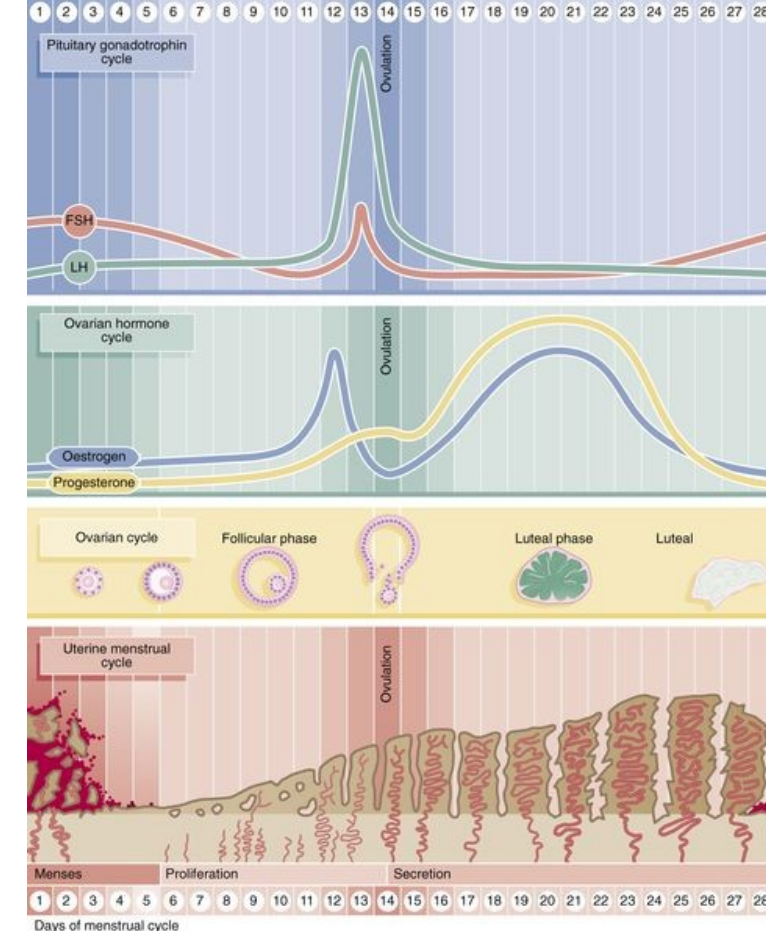 1 2 3 4 5 6 7 8 9 10 11 12 13 14 15 16 17 18 19 20 21 22 23 24 25 26 27 28
Pituitary gonadotrophin
cycle
Ovulation
FSH
LH
Ovarian hormone
cycle
Ovulation
Oestrogen
Progesterone
Ovarian cycle
Follicular phase
Luteal phase
Luteal
Uterine menstrual
cycle
Ovulation
Menses
Proliferation
Secretion
1 2 3 4 5 6 7 8 9 10 11 12 13 14 15 16 17 18 19 20 21 22 23 24 25 26 27 28
Days of menstrual cycle